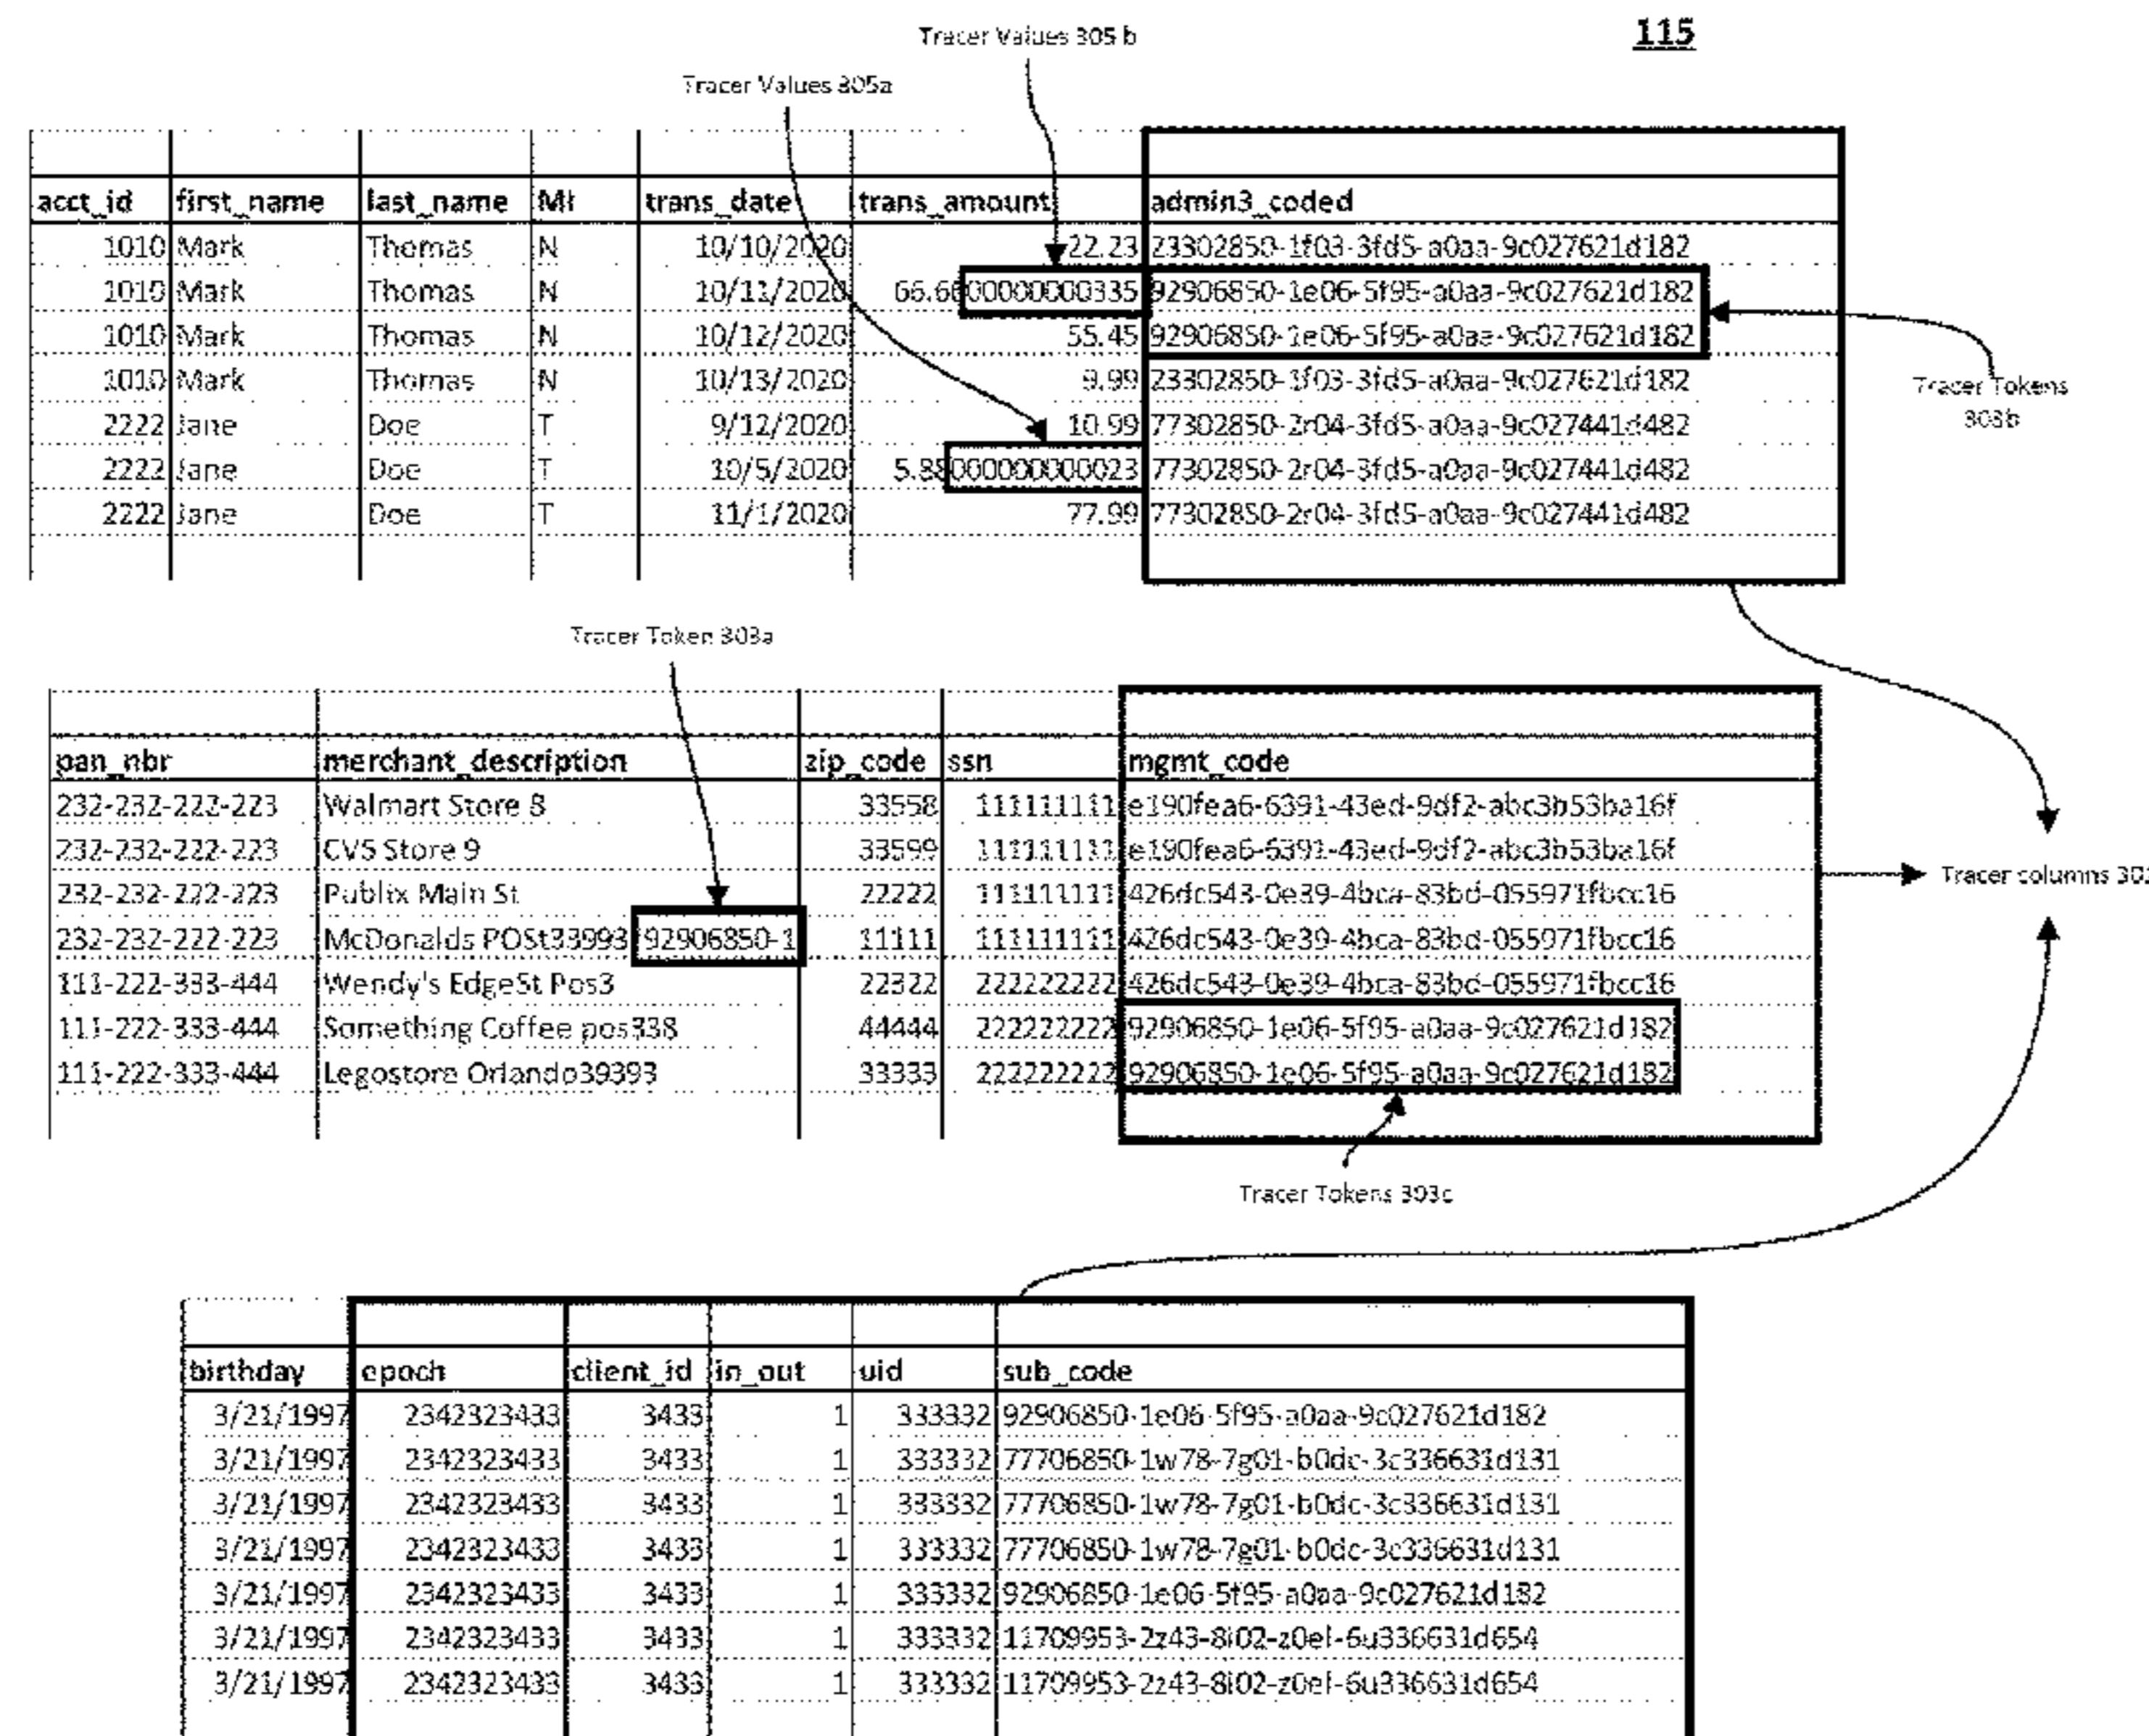 115
Tracer Values 305 b
Tracer Values 305a
acct_id first_name last_name MI trans_date trans_amount admin3_coded
1010 Mark Thomas N 10/10/2020 22.23 23302850-1f03-3fd5-a0aa-9c027621d182
1010 Mark Thomas N 10/11/2020 66.6600000000335 92906850-1e06-5f95-a0aa-9c027621d182
1010 Mark Thomas N 10/12/2020 55.45 92906850-1e06-5f95-a0aa-9c027621d182
1010 Mark Thomas N 10/13/2020 9.99 23302850-1f03-3fd5-a0aa-9c027621d182
2222 Jane Doe T 9/12/2020 10.99 77302850-2r04-3fd5-a0aa-9c027441d482
2222 Jane Doe T 10/5/2020 5.88000000000023 77302850-2r04-3fd5-a0aa-9c027441d482
2222 Jane Doe T 11/1/2020 77.99 77302850-2r04-3fd5-a0aa-9c027441d482
Tracer Tokens
303b
Tracer Token 303a
pan_nbr merchant_description zip_code ssn mgmt_code
232-232-222-223 Walmart Store 8 33558 111111111 e190fea6-6391-43ed-9df2-abc3b53ba16f
232-232-222-223 CVS Store 9 33599 111111111 e190fea6-6391-43ed-9df2-abc3b53ba16f
232-232-222-223 Publix Main St 22222 111111111 426dc543-0e39-4bca-83bd-055971fbcc16
232-232-222-223 McDonalds POSt33993 92906850-1 11111 111111111 426dc543-0e39-4bca-83bd-055971fbcc16
111-222-333-444 Wendy's EdgeSt Pos3 22322 222222222 426dc543-0e39-4bca-83bd-055971fbcc16
111-222-333-444 Something Coffee pos338 44444 222222222 92906850-1e06-5f95-a0aa-9c027621d182
111-222-333-444 Legostore Orlando39393 33333 222222222 92906850-1e06-5f95-a0aa-9c027621d182
Tracer columns 302
Tracer Tokens 303c
birthday epoch client_id in_out uid sub_code
3/21/1997 2342323433 3433 1 333332 92906850-1e06-5f95-a0aa-9c027621d182
3/21/1997 2342323433 3433 1 333332 77706850-1w78-7g01-b0dc-3c336631d131
3/21/1997 2342323433 3433 1 333332 77706850-1w78-7g01-b0dc-3c336631d131
3/21/1997 2342323433 3433 1 333332 77706850-1w78-7g01-b0dc-3c336631d131
3/21/1997 2342323433 3433 1 333332 92906850-1e06-5f95-a0aa-9c027621d182
3/21/1997 2342323433 3433 1 333332
3/21/1997 2342323433 3433 1 333332